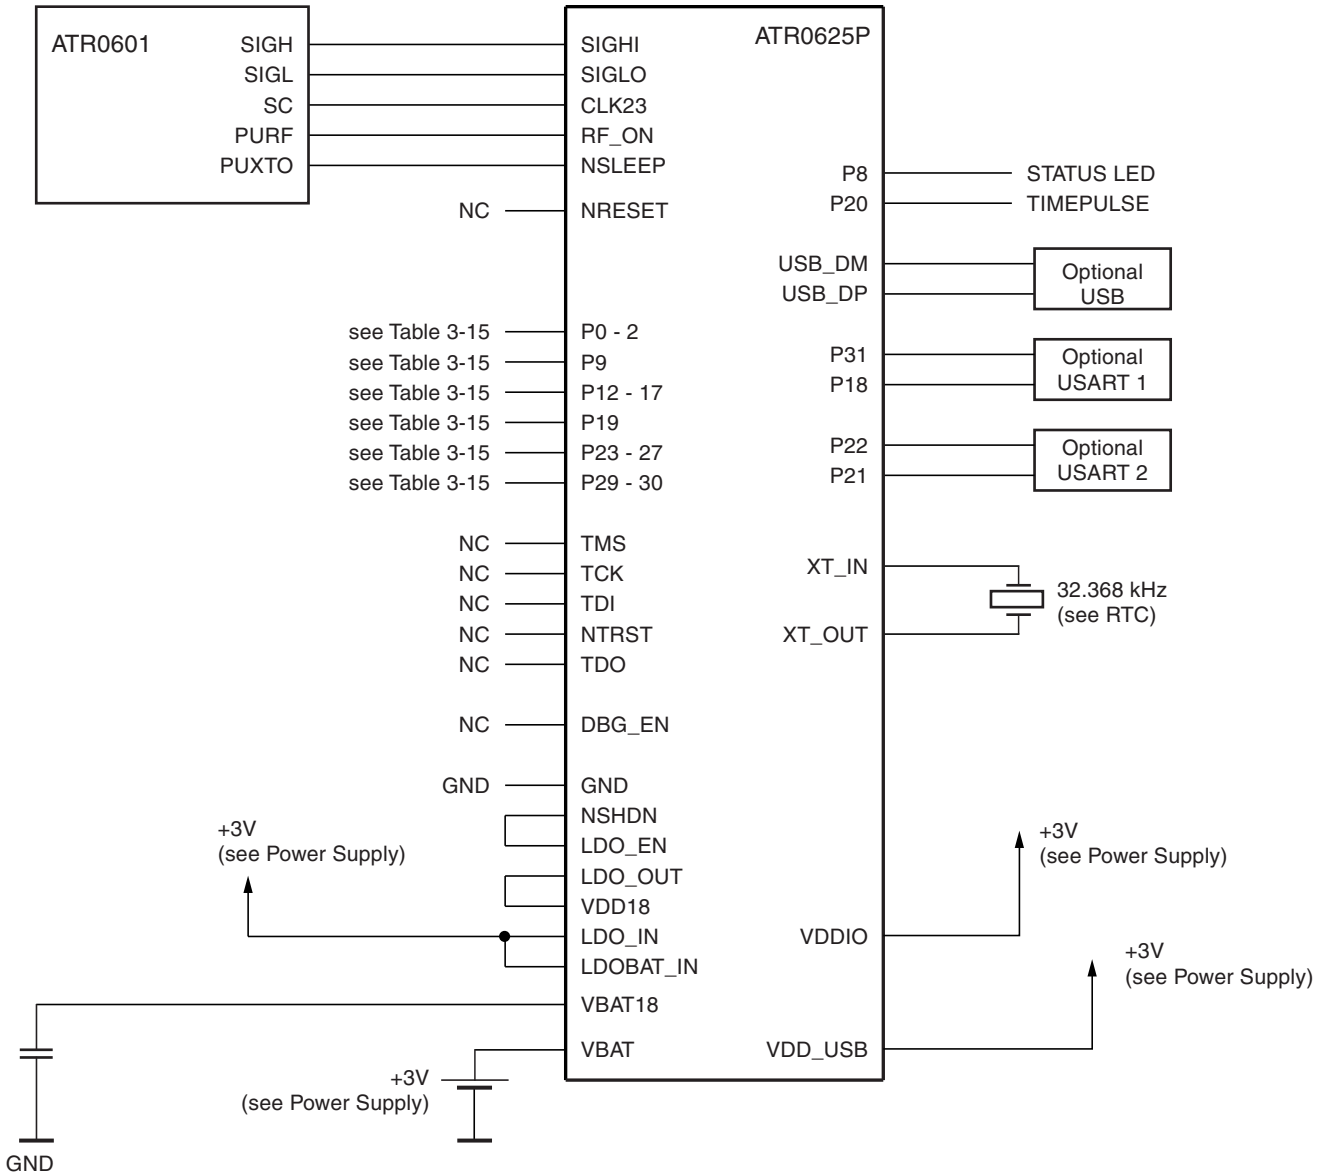 ATR0601
SIGH
SIGL
SC
PURF
PUXTO
ATR0625P
SIGHI
SIGLO
CLK23
RF_ON
NSLEEP
NC NRESET
see Table 3-15 P0 - 2
see Table 3-15 P9
see Table 3-15 P12 - 17
see Table 3-15 P19
see Table 3-15 P23 - 27
see Table 3-15 P29 - 30
NC TMS
NC TCK
NC TDI
NC NTRST
NC TDO
NC DBG_EN
GND GND
NSHDN
LDO_EN
LDO_OUT
VDD18
LDO_IN
LDOBAT_IN
VBAT18
VBAT
+3V
(see Power Supply)
+3V
(see Power Supply)
GND
P8 STATUS LED
P20 TIMEPULSE
USB_DM
USB_DP
Optional
USB
P31
P18
Optional
USART 1
P22
P21
Optional
USART 2
XT_IN
XT_OUT
32.368 kHz
(see RTC)
VDDIO
+3V
(see Power Supply)
VDD_USB
+3V
(see Power Supply)